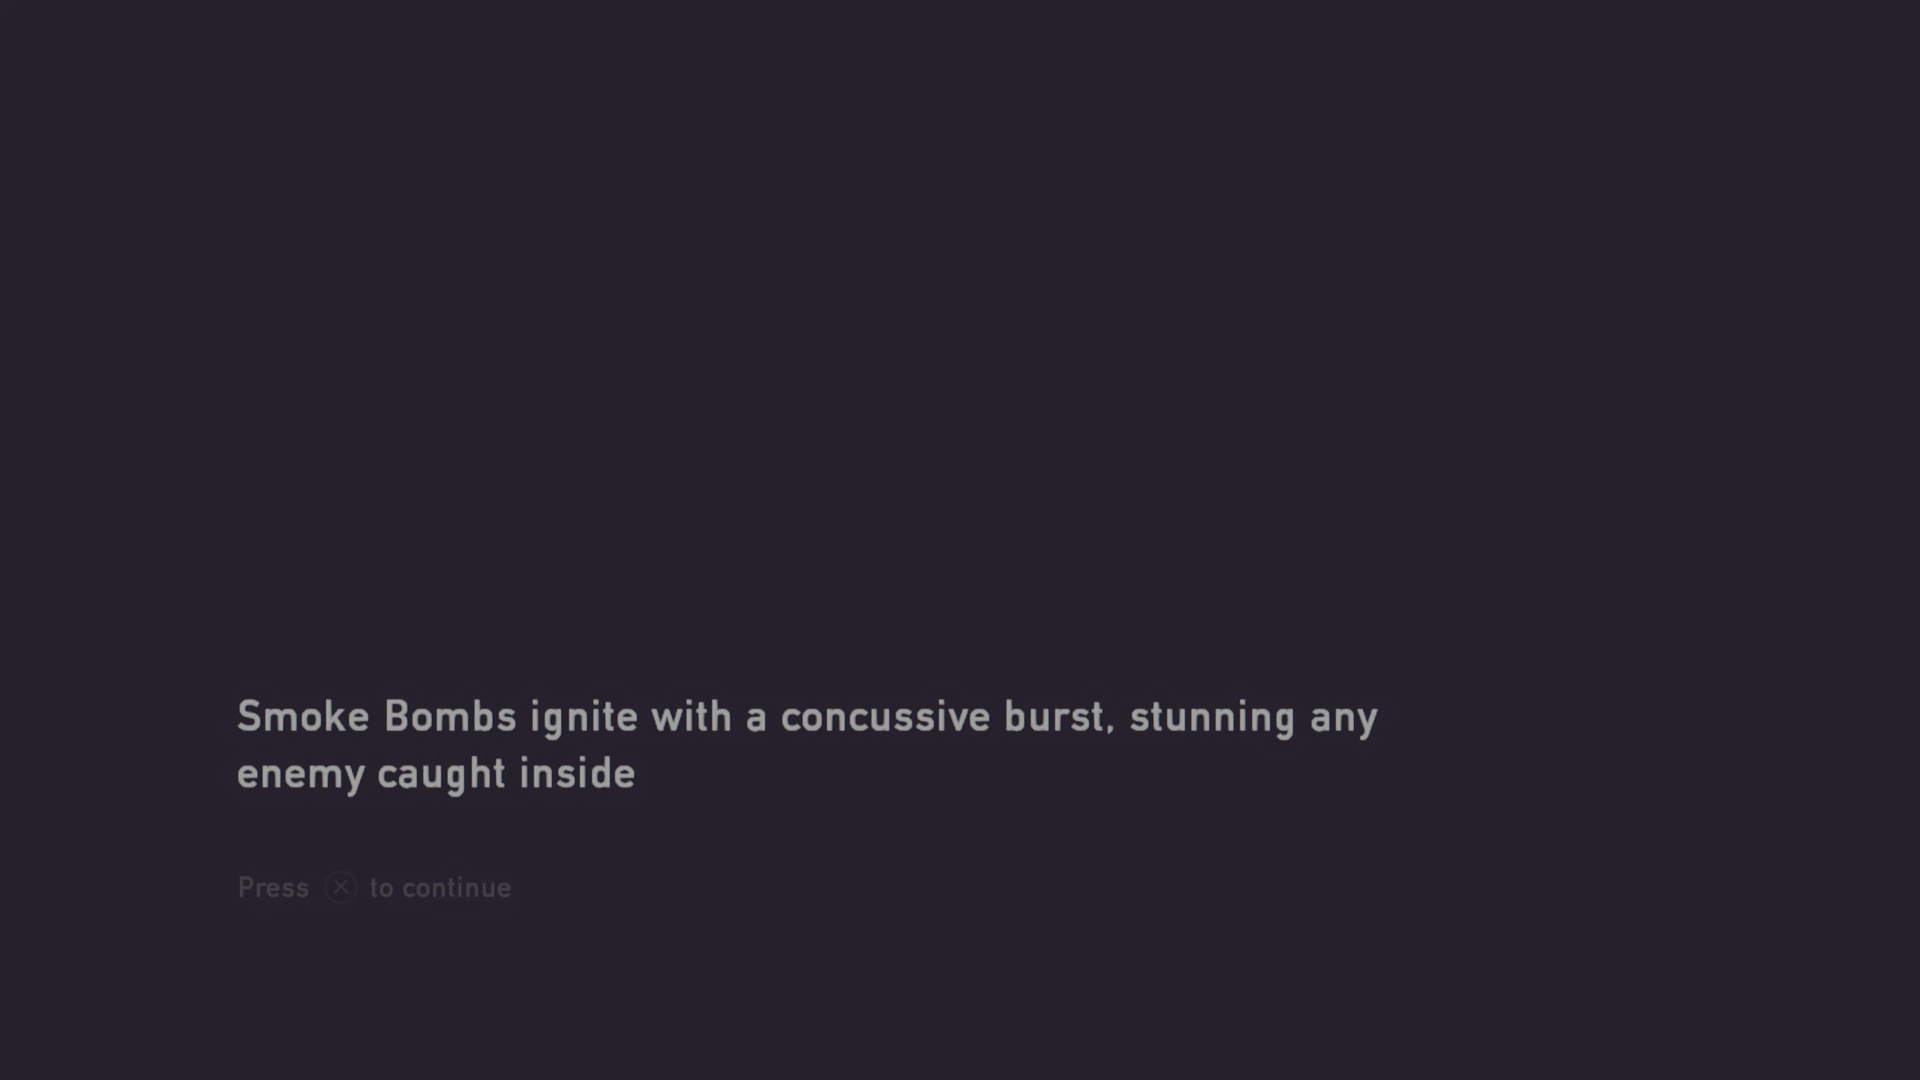 Smoke Bombs ignite with a concussive burst, stunning any
enemy caught inside
Press ⓧ to continue